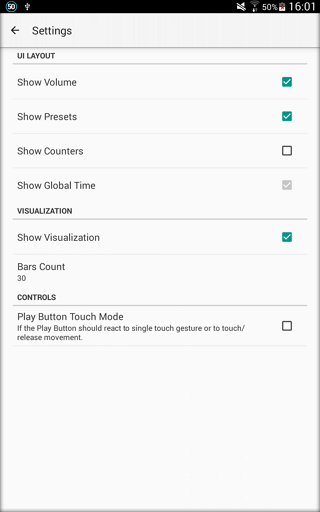 50 50% 16:01
Settings
UI LAYOUT
Show Volume
Show Presets
Show Counters
Show Global Time
VISUALIZATION
Show Visualization
Bars Count
30
CONTROLS
Play Button Touch Mode
If the Play Button should react to single touch gesture or to touch/
release movement.